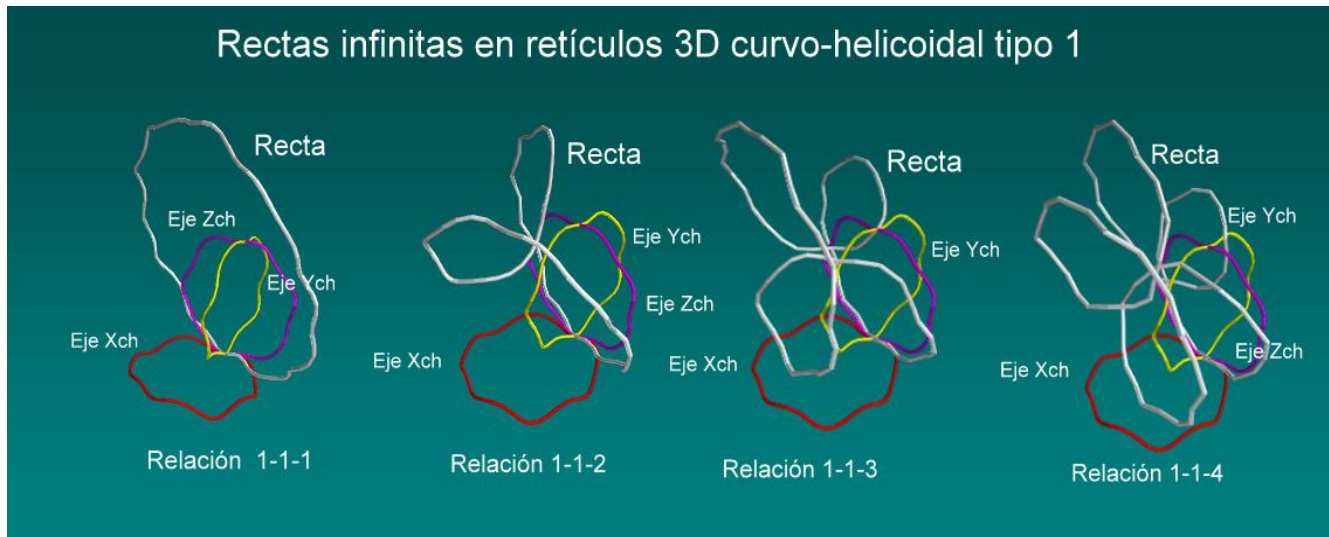 Rectas infinitas en retículos 3D curvo-helicoidal tipo 1
Recta
Eje Zch
Eje Ych
Eje Xch
Relación 1-1-1
Recta
Eje Ych
Eje Zch
Eje Xch
Relación 1-1-2
Recta
Eje Ych
Eje Xch
Relación 1-1-3
Recta
Eje Ych
Eje Zch
Eje Xch
Relación 1-1-4